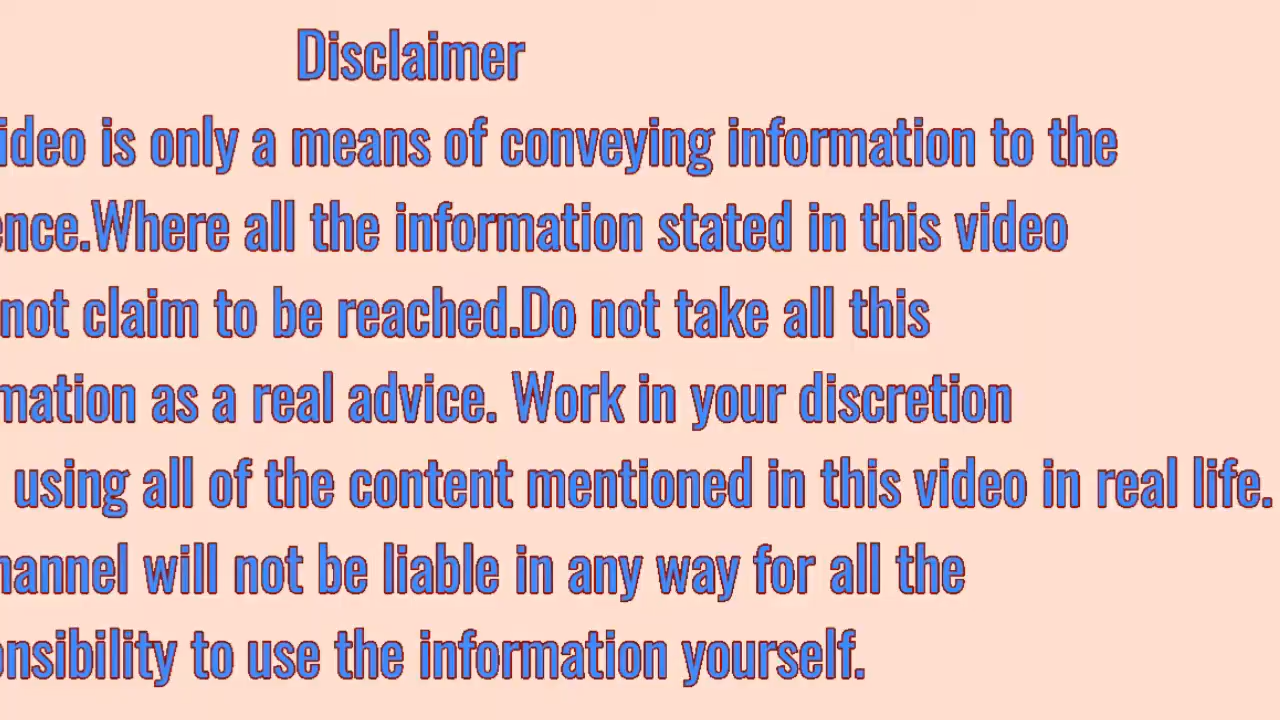 Disclaimer
ideo is only a means of conveying information to the
ence.Where all the information stated in this video
not claim to be reached.Do not take all this
mation as a real advice. Work in your discretion
using all of the content mentioned in this video in real life.
hannel will not be liable in any way for all the
onsibility to use the information yourself.